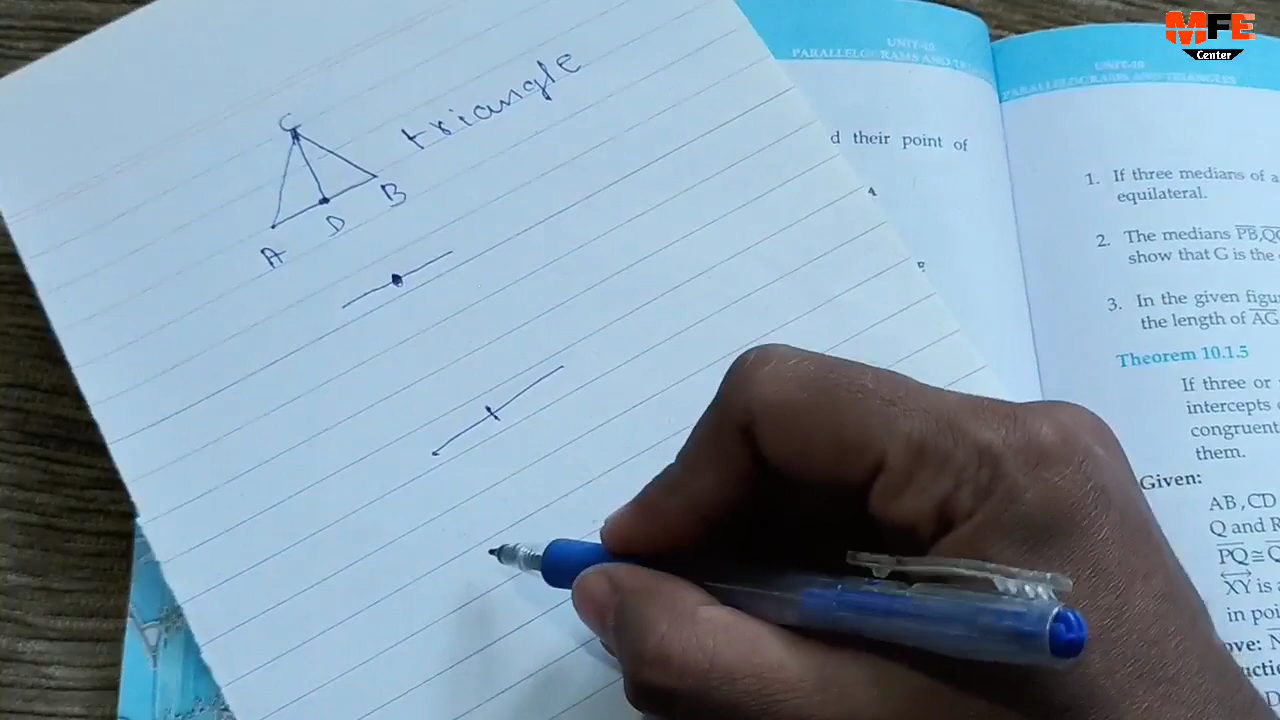 MFE
Center
C
triangle
A D B
UNIT-10
PARALLELOGRAMS AND
d their point of
A
UNIT-10
PARALLELOGRAMS AND TRIANGLES
1. If three medians of a
equilateral.
2. The medians PB,QC
show that G is the
3. In the given figu
the length of AG
Theorem 10.1.5
If three or
intercepts
congruent
them.
Given:
AB, CD
Q and R
PQ ≅
XY is
in poi
ove: